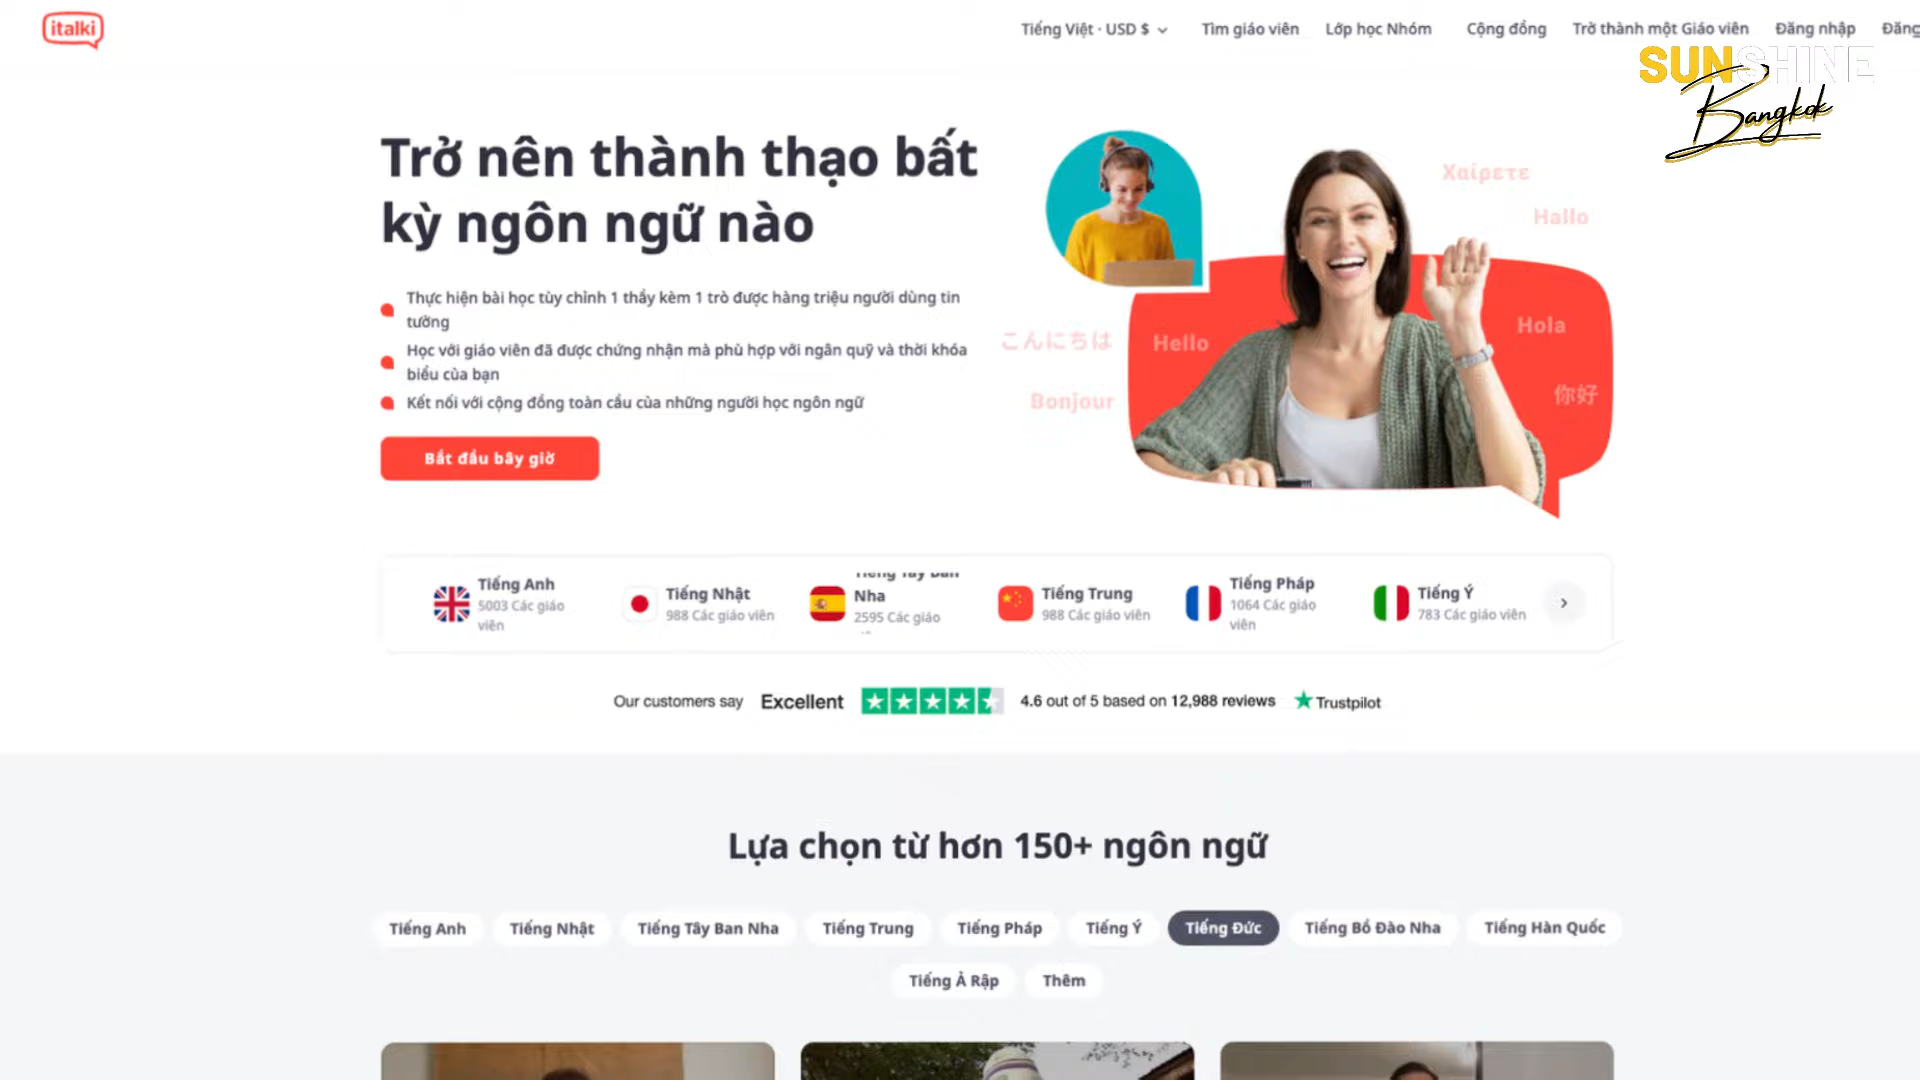 italki
Tiếng Việt · USD $
Tìm giáo viên
Lớp học Nhóm
Cộng đồng
Trở thành một Giáo viên
Đăng nhập
Đăng
SUNSHINE
Bangkok
Trở nên thành thạo bất
kỳ ngôn ngữ nào
Thực hiện bài học tùy chỉnh 1 thầy kèm 1 trò được hàng triệu người dùng tin
tưởng
Học với giáo viên đã được chứng nhận mà phù hợp với ngân quỹ và thời khóa
biểu của bạn
Kết nối với cộng đồng toàn cầu của những người học ngôn ngữ
Bắt đầu bây giờ
Χαίρετε
Hallo
こんにちは
Hello
Hola
Bonjour
你好
Tiếng Anh
5003 Các giáo
viên
Tiếng Nhật
988 Các giáo viên
Tiếng Tây Ban
Nha
2595 Các giáo
Tiếng Trung
988 Các giáo viên
Tiếng Pháp
1064 Các giáo
viên
Tiếng Ý
783 Các giáo viên
Our customers say Excellent 4.6 out of 5 based on 12,988 reviews Trustpilot
Lựa chọn từ hơn 150+ ngôn ngữ
Tiếng Anh
Tiếng Nhật
Tiếng Tây Ban Nha
Tiếng Trung
Tiếng Pháp
Tiếng Ý
Tiếng Đức
Tiếng Bồ Đào Nha
Tiếng Hàn Quốc
Tiếng Ả Rập
Thêm